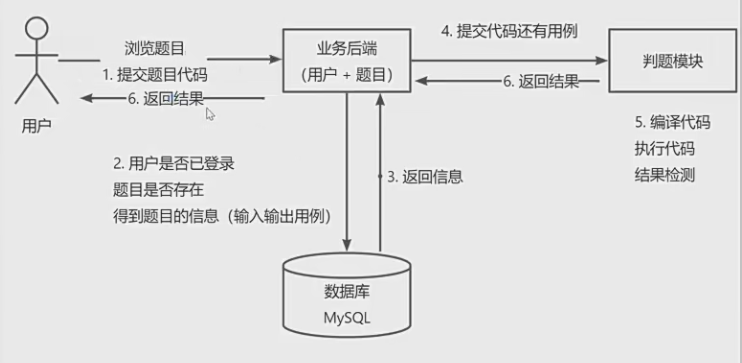 浏览题目
1. 提交题目代码
6. 返回结果
用户
业务后端
（用户 + 题目）
4. 提交代码还有用例
6. 返回结果
判题模块
5. 编译代码
执行代码
结果检测
2. 用户是否已登录
题目是否存在
得到题目的信息（输入输出用例）
3. 返回信息
数据库
MySQL